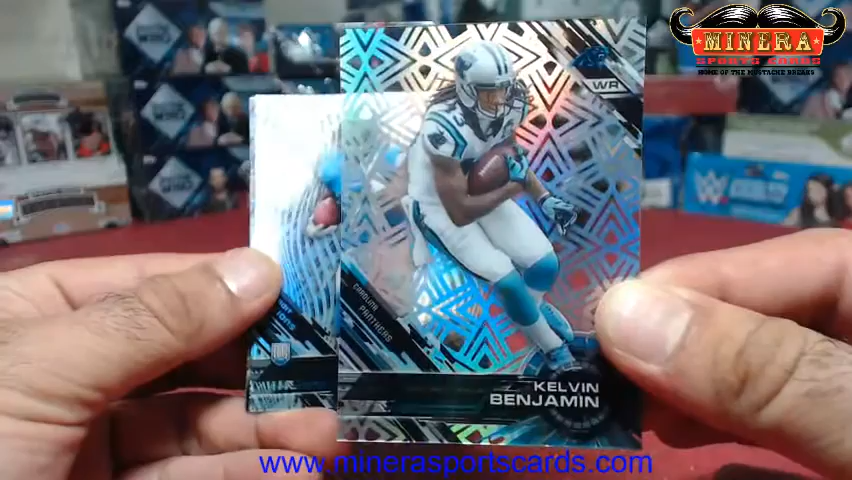 MINERA
SPORTS CARDS
HOME OF THE MUSTACHE BREAKS
WR
CAROLINA
PANTHERS
KELVIN
BENJAMIN
www.minerasportscards.com